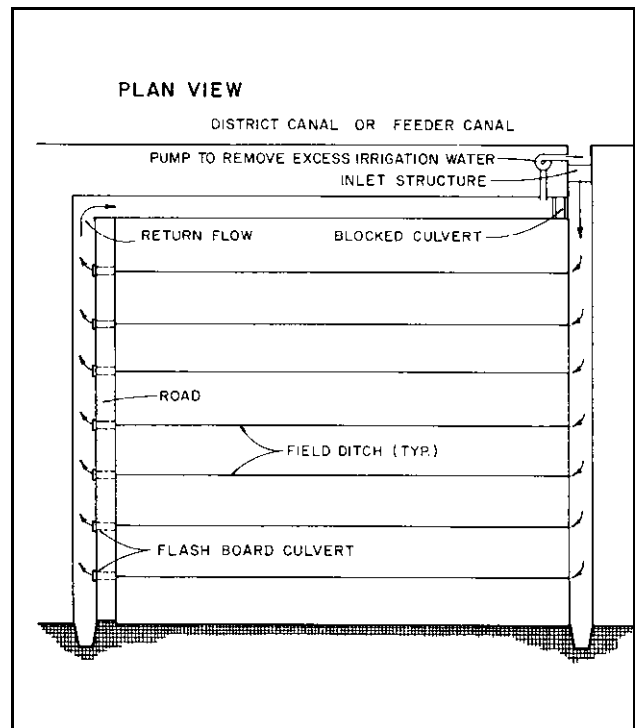 PLAN VIEW
DISTRICT CANAL OR FEEDER CANAL
PUMP TO REMOVE EXCESS IRRIGATION WATER
INLET STRUCTURE
RETURN FLOW
BLOCKED CULVERT
ROAD
FIELD DITCH (TYP.)
FLASH BOARD CULVERT